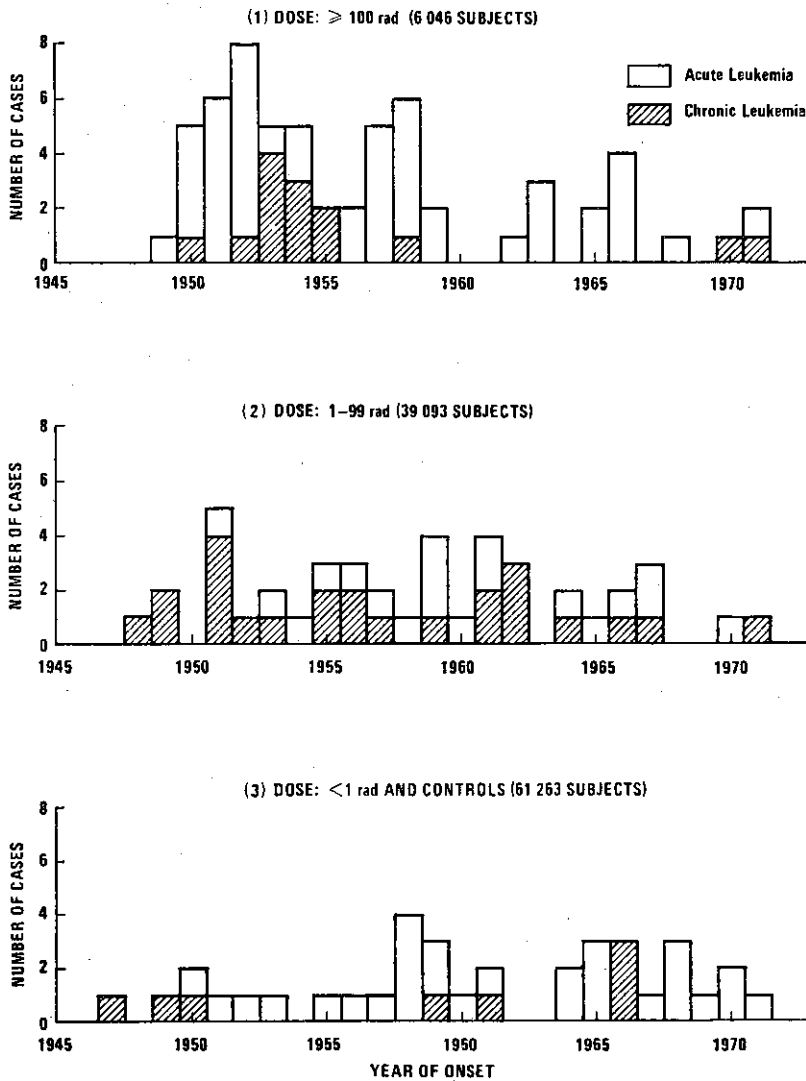 (1) DOSE: ⩾ 100 rad (6 046 SUBJECTS)
Acute Leukemia
Chronic Leukemia
NUMBER OF CASES
8
6
4
2
0
1945 1950 1955 1960 1965 1970
(2) DOSE: 1–99 rad (39 093 SUBJECTS)
NUMBER OF CASES
8
6
4
2
0
1945 1950 1955 1960 1965 1970
(3) DOSE: <1 rad AND CONTROLS (61 263 SUBJECTS)
NUMBER OF CASES
8
6
4
2
0
1945 1950 1955 1950 1965 1970
YEAR OF ONSET